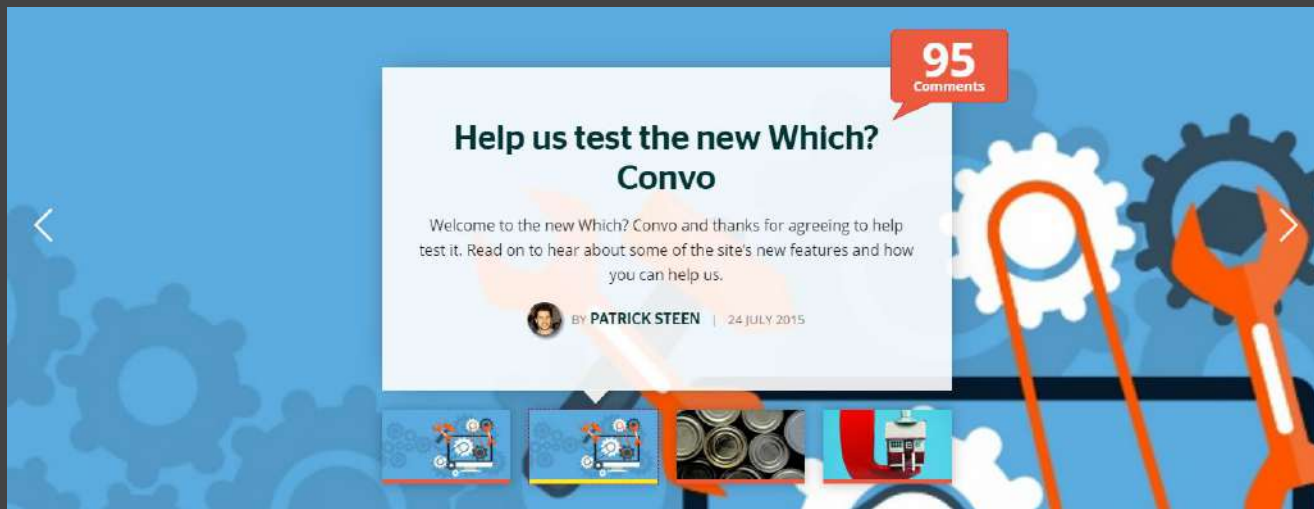 95
Comments
Help us test the new Which?
Convo
Welcome to the new Which? Convo and thanks for agreeing to help
test it. Read on to hear about some of the site's new features and how
you can help us.
BY PATRICK STEEN | 24 JULY 2015